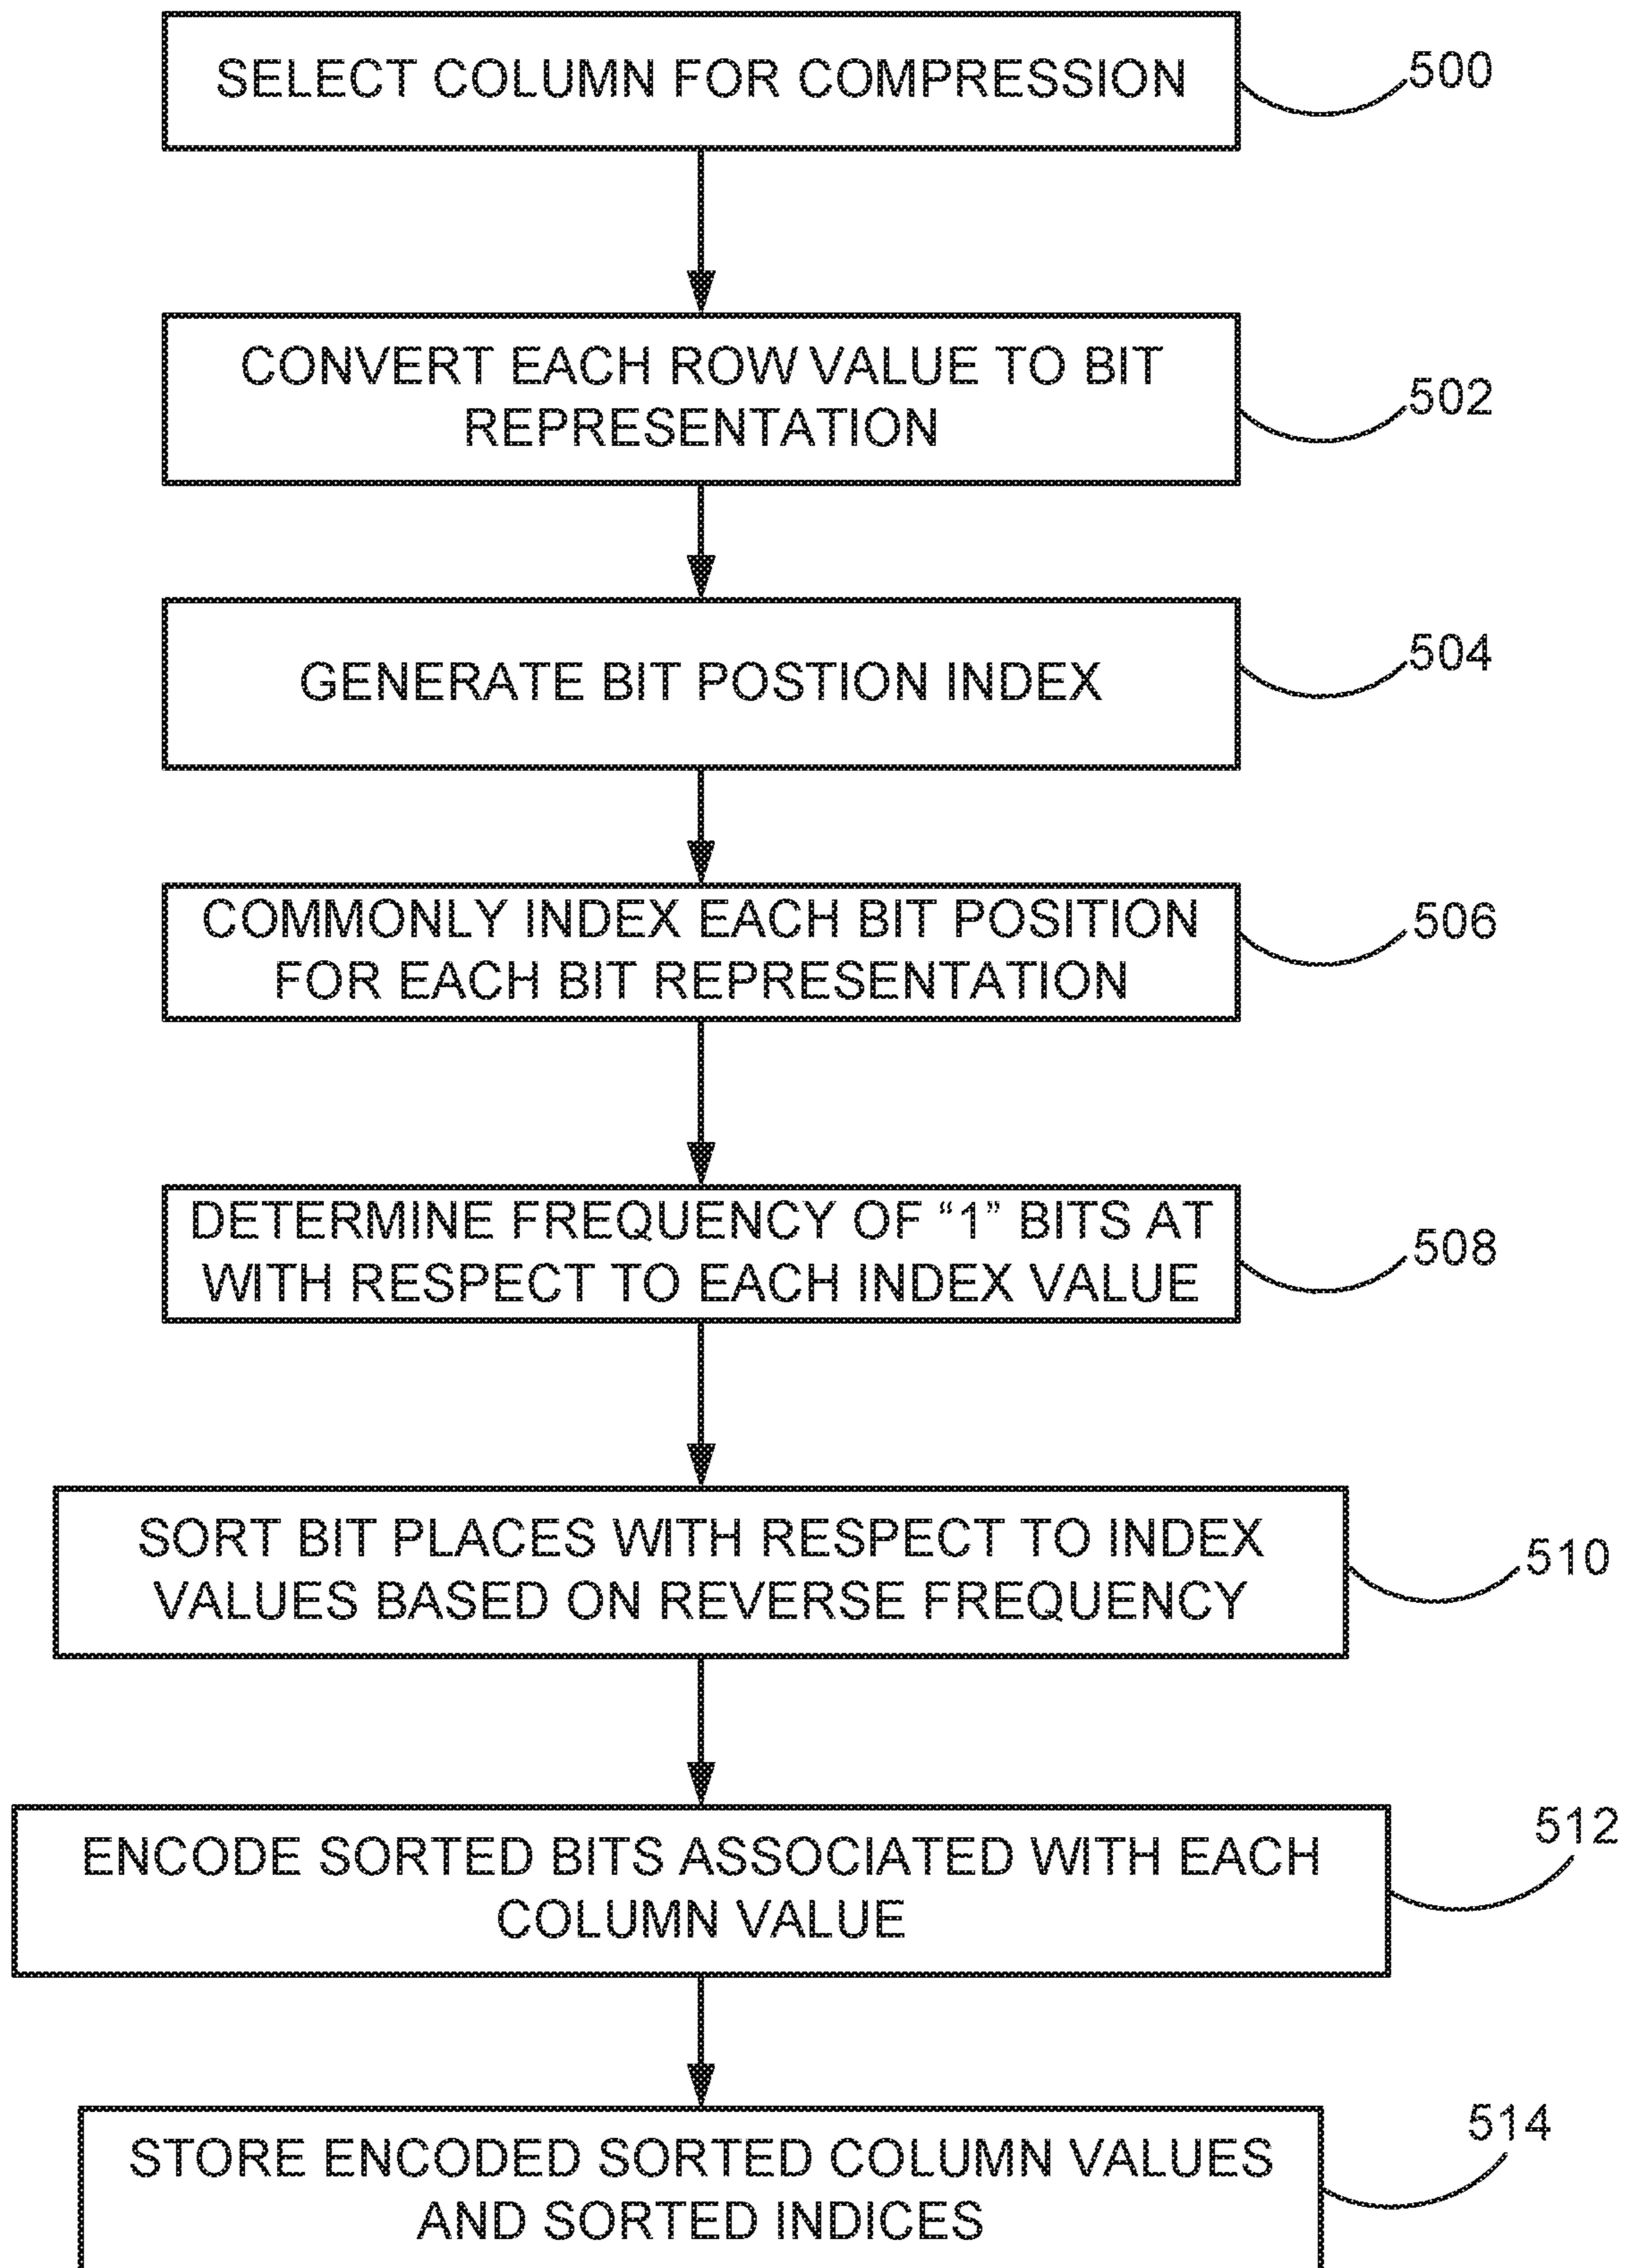 SELECT COLUMN FOR COMPRESSION
500
CONVERT EACH ROW VALUE TO BIT
REPRESENTATION
502
GENERATE BIT POSTION INDEX
504
COMMONLY INDEX EACH BIT POSITION
FOR EACH BIT REPRESENTATION
506
DETERMINE FREQUENCY OF “1” BITS AT
WITH RESPECT TO EACH INDEX VALUE
508
SORT BIT PLACES WITH RESPECT TO INDEX
VALUES BASED ON REVERSE FREQUENCY
510
ENCODE SORTED BITS ASSOCIATED WITH EACH
COLUMN VALUE
512
STORE ENCODED SORTED COLUMN VALUES
AND SORTED INDICES
514